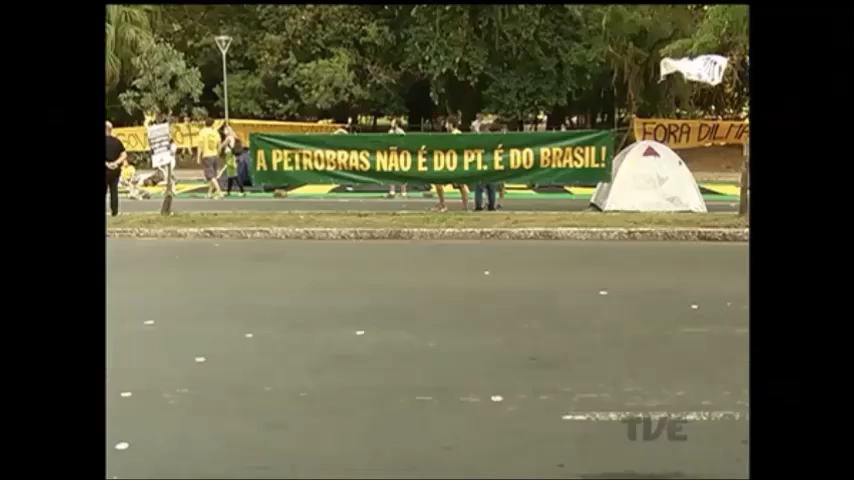 A PETROBRAS NÃO É DO PT. É DO BRASIL!
FORA DILMA
TVE